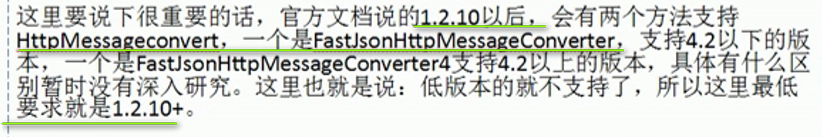 这里要说下很重要的话，官方文档说的1.2.10以后，会有两个方法支持
HttpMessageconvert，一个是FastJsonHttpMessageConverter，支持4.2以下的版
本，一个是FastJsonHttpMessageConverter4支持4.2以上的版本，具体有什么区
别暂时没有深入研究。这里也就是说：低版本的就不支持了，所以这里最低
要求就是1.2.10+。